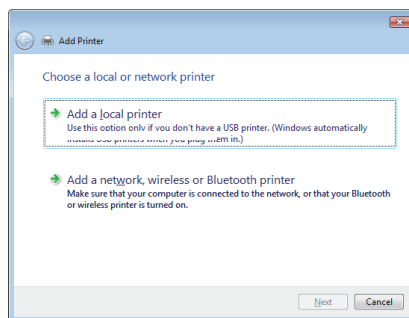 Add Printer
Choose a local or network printer
Add a local printer
Use this option only if you don't have a USB printer. (Windows automatically
installs USB printers when you plug them in.)
Add a network, wireless or Bluetooth printer
Make sure that your computer is connected to the network, or that your Bluetooth
or wireless printer is turned on.
Next
Cancel